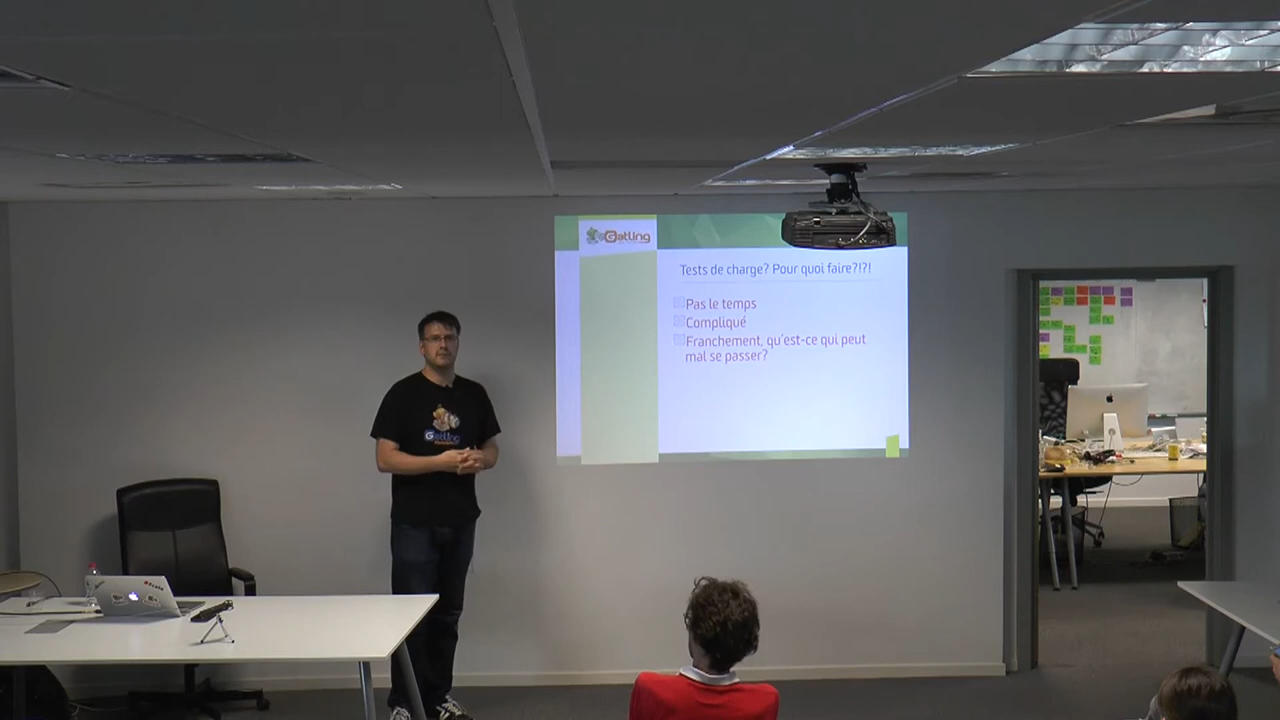 Gatling
Tests de charge? Pour quoi faire?!?!
Pas le temps
Compliqué
Franchement, qu'est-ce qui peut
mal se passer?
Gatling